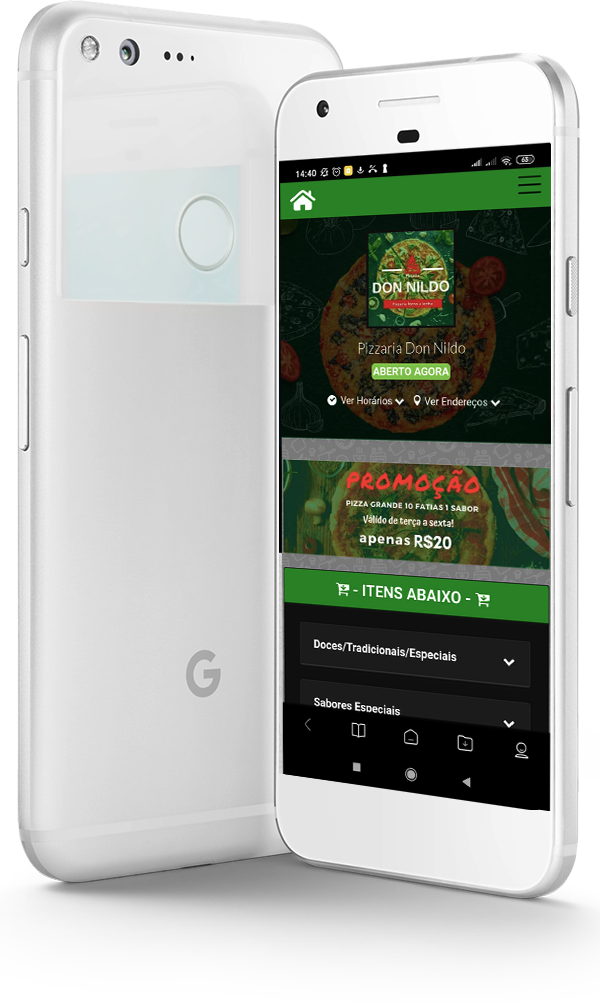 14:40
63
DON NILDO
Pizzaria forno a lenha
Pizzaria Don Nildo
ABERTO AGORA
Ver Horários
Ver Endereços
PROMOÇÃO
PIZZA GRANDE 10 FATIAS 1 SABOR
Válido de terça a sexta!
apenas R$20
- ITENS ABAIXO -
Doces/Tradicionais/Especiais
Sabores Especiais
G